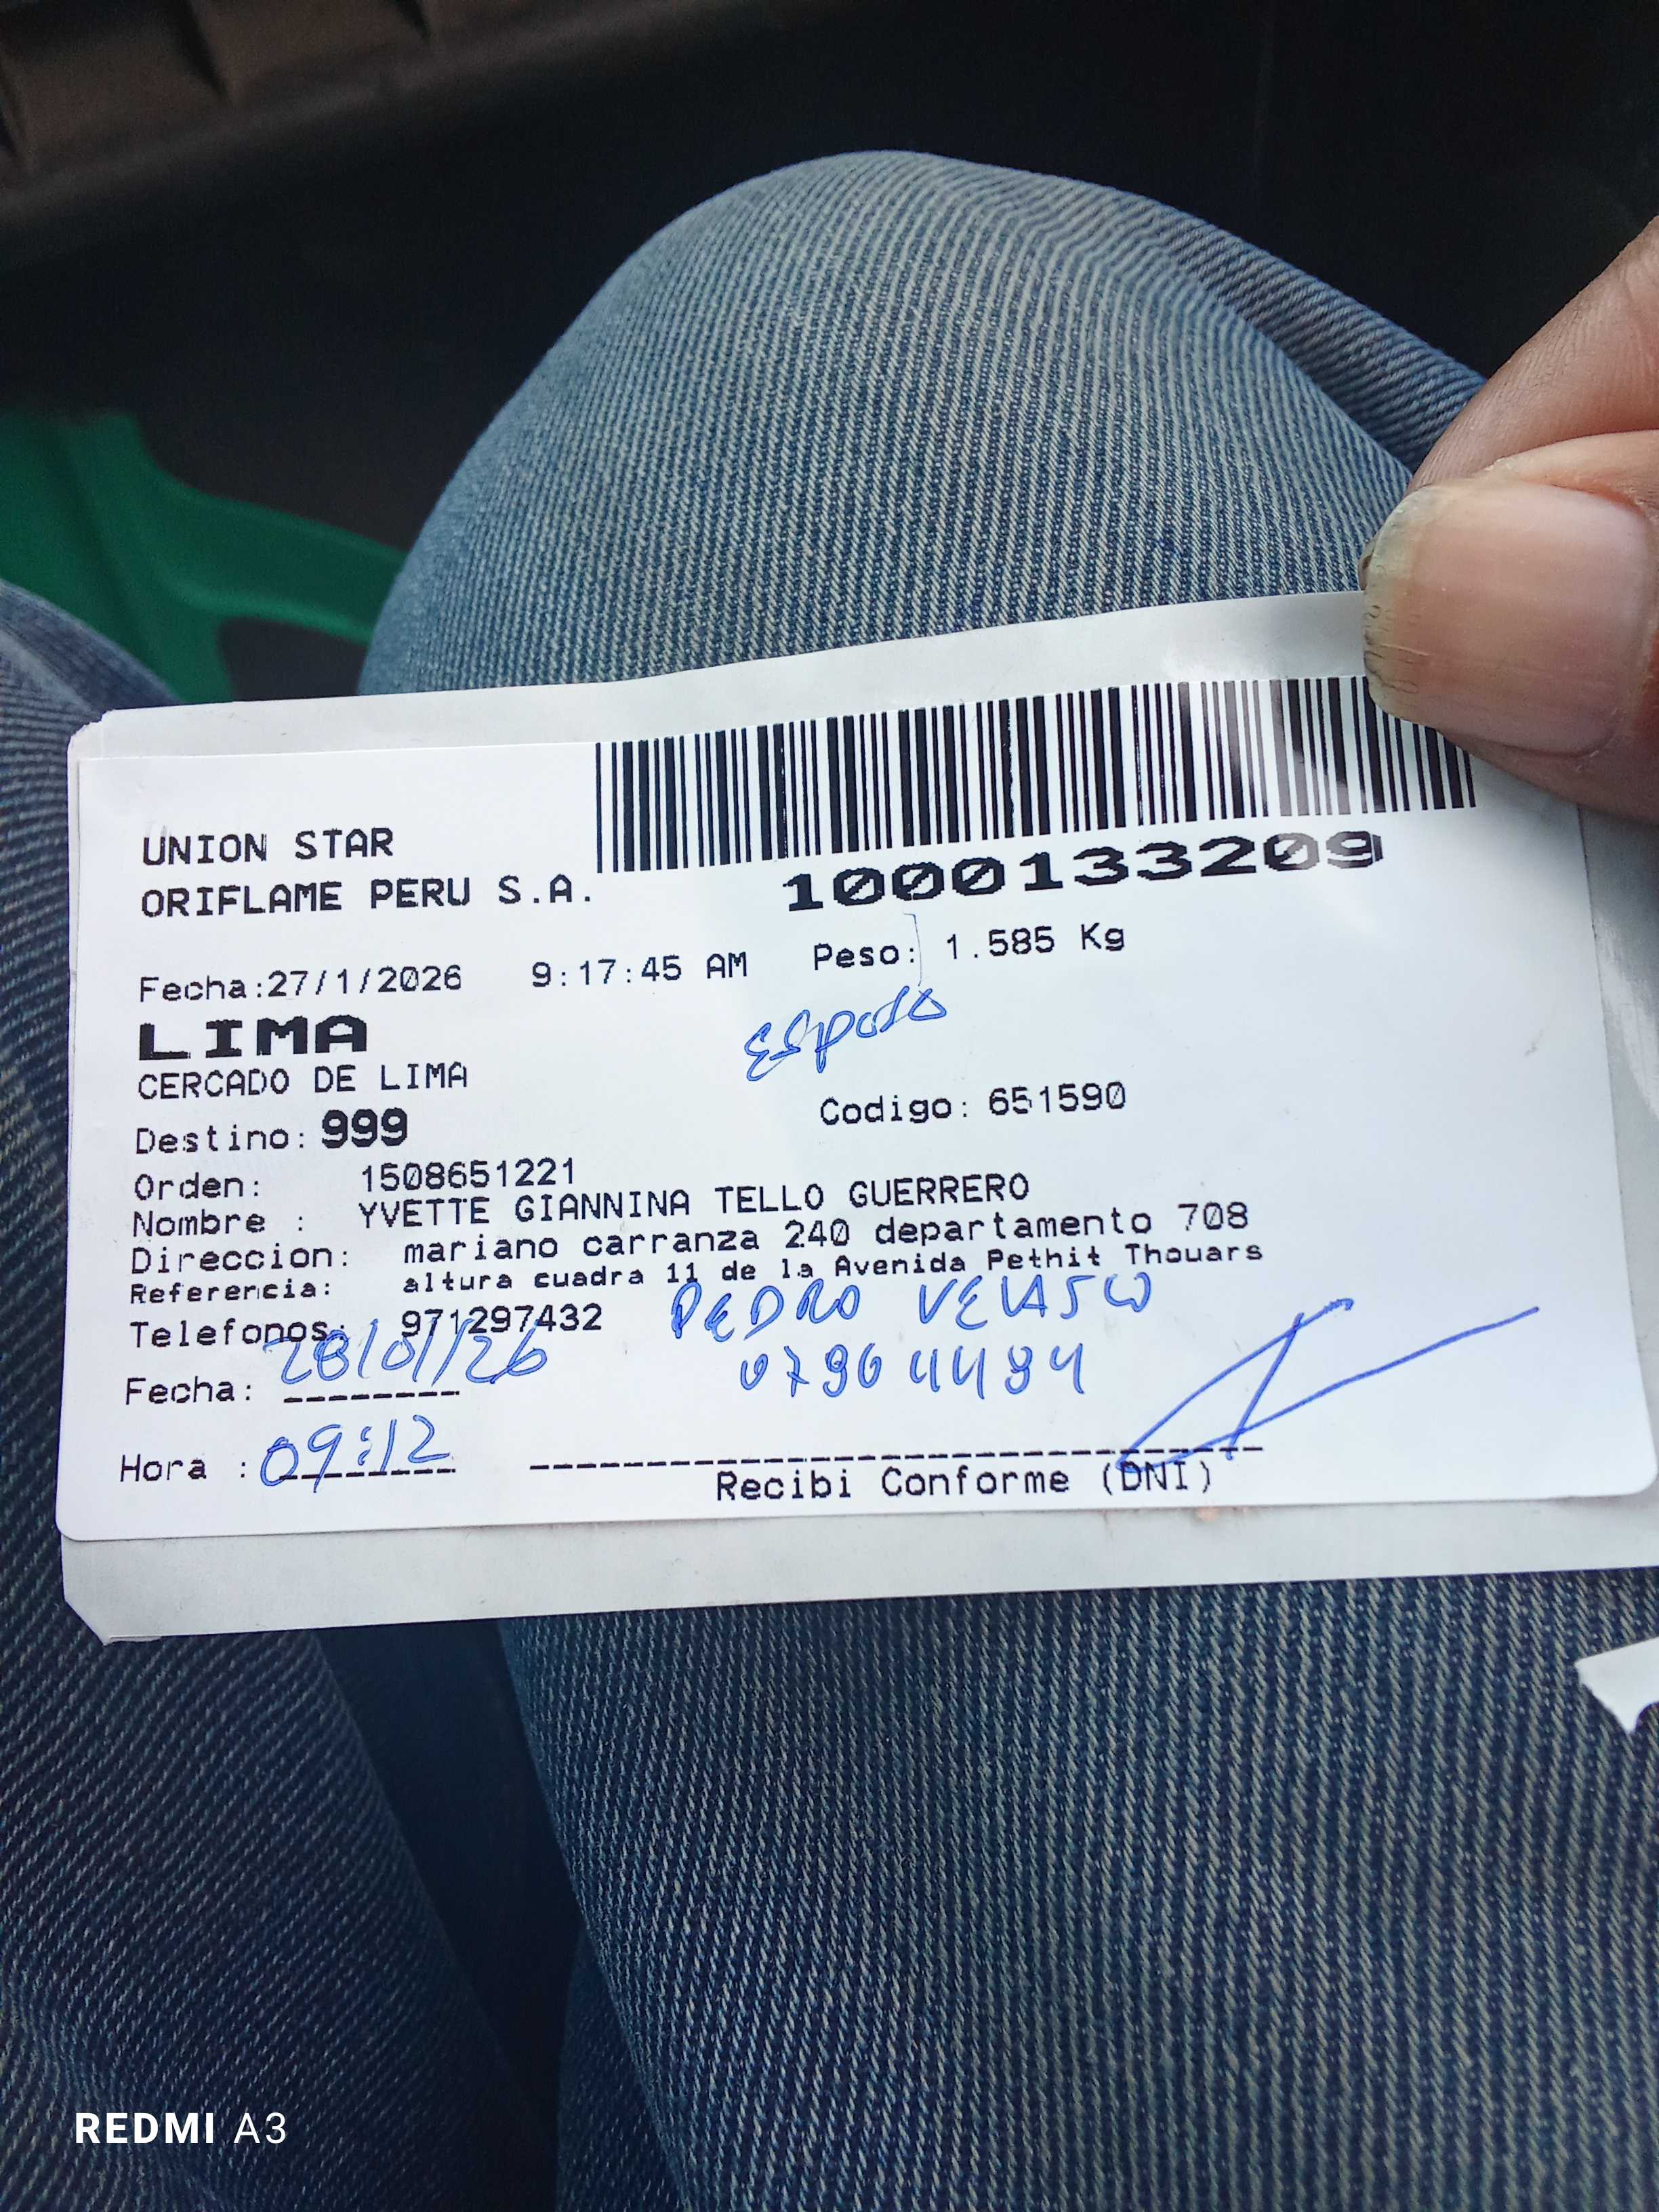 UNION STAR
ORIFLAME PERU S.A.
1000133209
Fecha:27/1/2026 9:17:45 AM Peso: 1.585 Kg
LIMA
Esposo
CERCADO DE LIMA
Destino: 999 Codigo: 651590
Orden: 1508651221
Nombre : YVETTE GIANNINA TELLO GUERRERO
Direccion: mariano carranza 240 departamento 708
Referencia: altura cuadra 11 de la Avenida Pethit Thouars
Telefonos: 971297432 PEDRO VELASCO
Fecha: 28/01/26
Hora : 09:12
Recibi Conforme (DNI)
REDMI A3